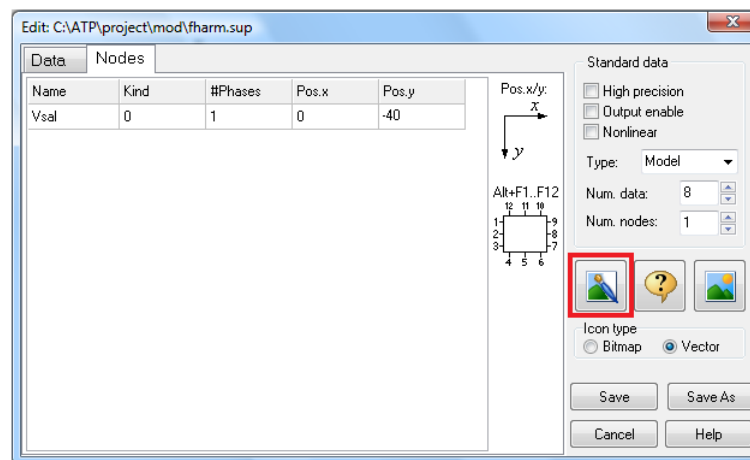 Edit: C:\ATP\project\mod\fharm.sup
Data
Nodes
Name Kind #Phases Pos.x Pos.y
Vsal 0 1 0 -40
Pos.x/y:
x
y
Alt+F1..F12
12 11 10
1 9
2 8
3 7
4 5 6
Standard data
High precision
Output enable
Nonlinear
Type: Model
Num. data: 8
Num. nodes: 1
?
Icon type
Bitmap Vector
Save Save As
Cancel Help